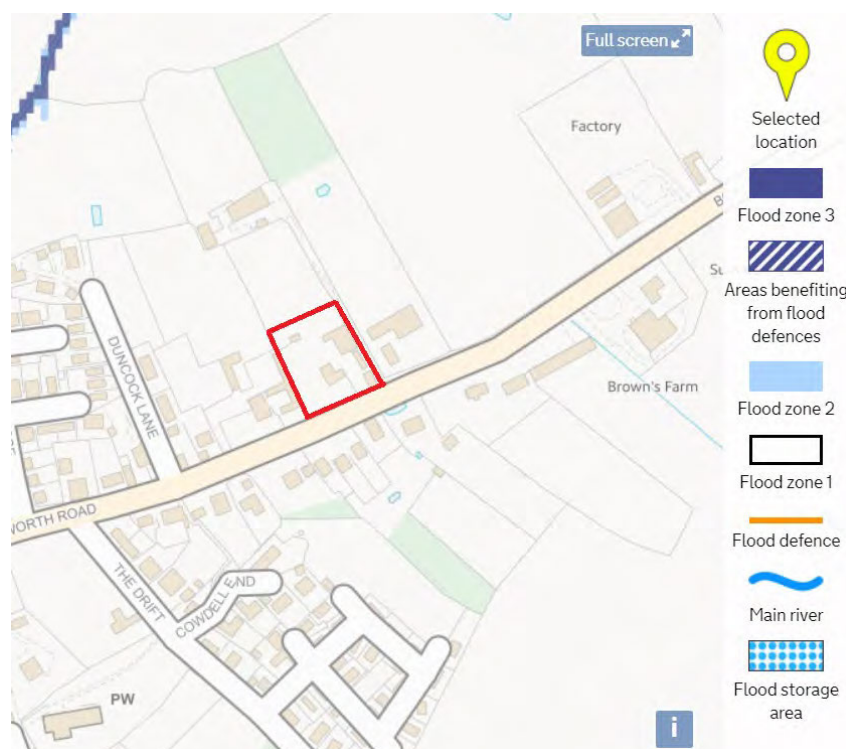 Full screen
Factory
DUNCOCK LANE
Brown's Farm
WORTH ROAD
THE DRIFT
COWDELL END
PW
i
Selected
location
Flood zone 3
Areas benefiting
from flood
defences
Flood zone 2
Flood zone 1
Flood defence
Main river
Flood storage
area